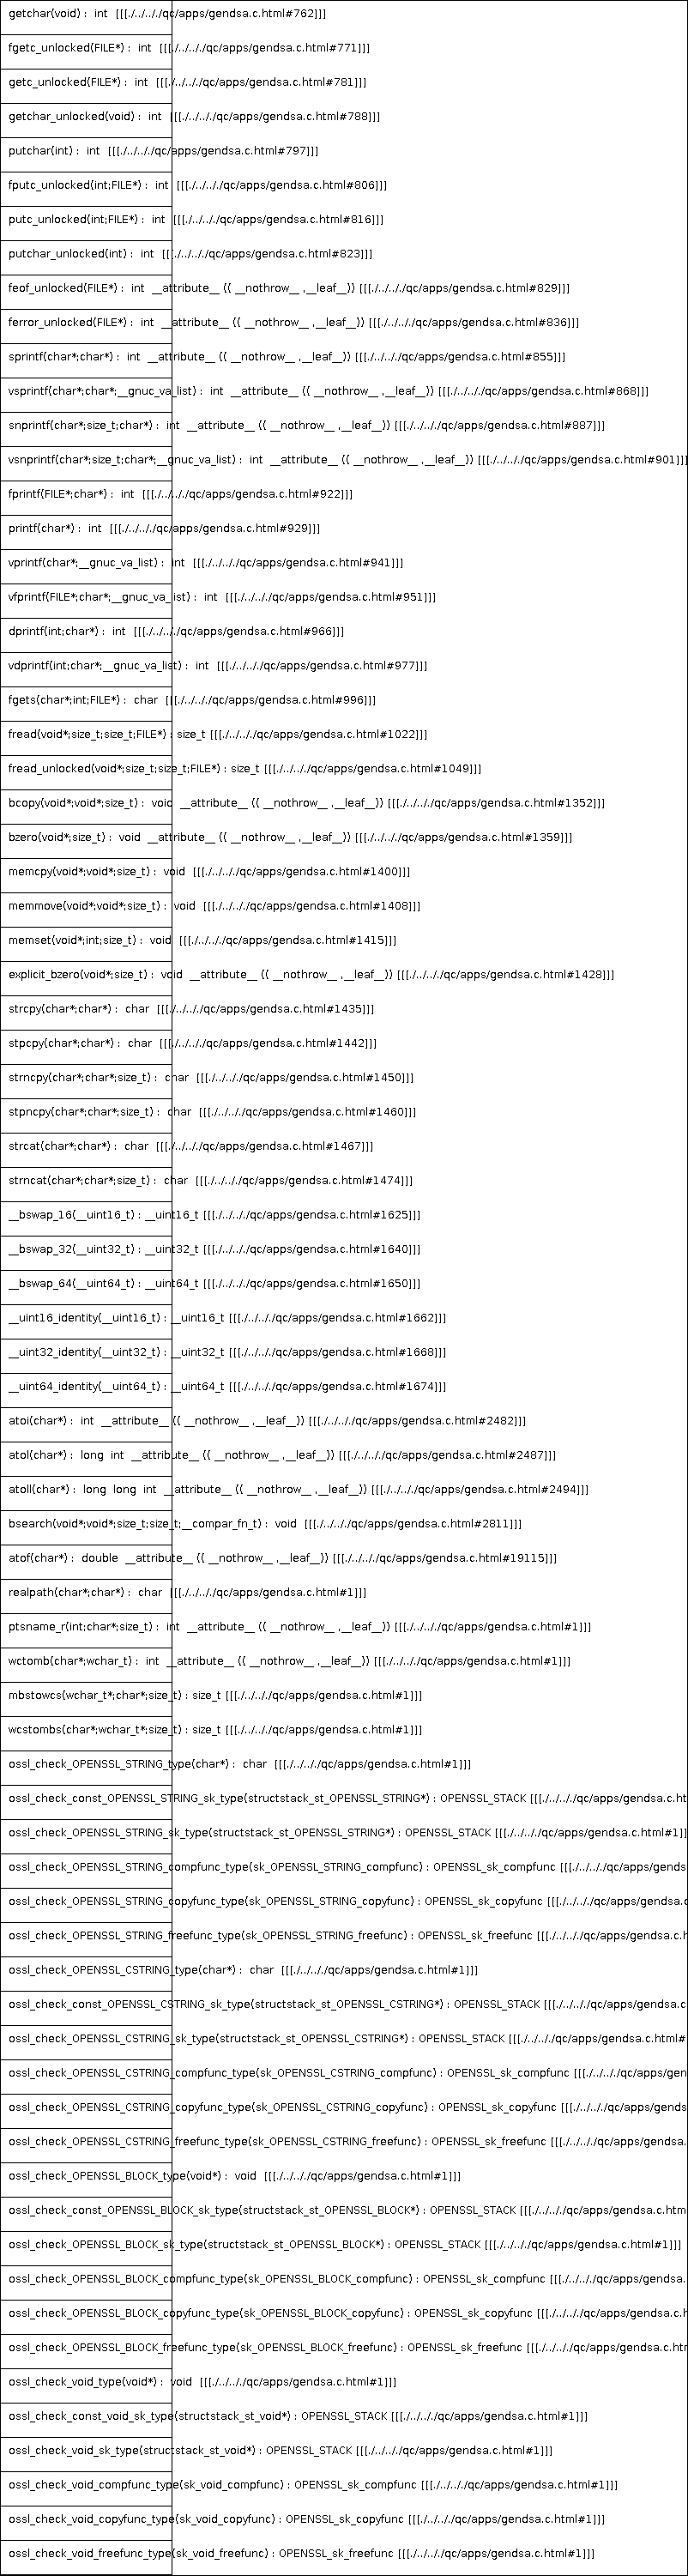 getchar(void) :  int  [[[./../.././qc/apps/gendsa.c.html#762]]]
fgetc_unlocked(FILE*) :  int  [[[./../.././qc/apps/gendsa.c.html#771]]]
getc_unlocked(FILE*) :  int  [[[./../.././qc/apps/gendsa.c.html#781]]]
getchar_unlocked(void) :  int  [[[./../.././qc/apps/gendsa.c.html#788]]]
putchar(int) :  int  [[[./../.././qc/apps/gendsa.c.html#797]]]
fputc_unlocked(int;FILE*) :  int  [[[./../.././qc/apps/gendsa.c.html#806]]]
putc_unlocked(int;FILE*) :  int  [[[./../.././qc/apps/gendsa.c.html#816]]]
putchar_unlocked(int) :  int  [[[./../.././qc/apps/gendsa.c.html#823]]]
feof_unlocked(FILE*) :  int  __attribute__ (( __nothrow__ ,__leaf__)) [[[./../.././qc/apps/gendsa.c.html#829]]]
ferror_unlocked(FILE*) :  int  __attribute__ (( __nothrow__ ,__leaf__)) [[[./../.././qc/apps/gendsa.c.html#836]]]
sprintf(char*;char*) :  int  __attribute__ (( __nothrow__ ,__leaf__)) [[[./../.././qc/apps/gendsa.c.html#855]]]
vsprintf(char*;char*;__gnuc_va_list) :  int  __attribute__ (( __nothrow__ ,__leaf__)) [[[./../.././qc/apps/gendsa.c.html#868]]]
snprintf(char*;size_t;char*) :  int  __attribute__ (( __nothrow__ ,__leaf__)) [[[./../.././qc/apps/gendsa.c.html#887]]]
vsnprintf(char*;size_t;char*;__gnuc_va_list) :  int  __attribute__ (( __nothrow__ ,__leaf__)) [[[./../.././qc/apps/gendsa.c.html#901]]]
fprintf(FILE*;char*) :  int  [[[./../.././qc/apps/gendsa.c.html#922]]]
printf(char*) :  int  [[[./../.././qc/apps/gendsa.c.html#929]]]
vprintf(char*;__gnuc_va_list) :  int  [[[./../.././qc/apps/gendsa.c.html#941]]]
vfprintf(FILE*;char*;__gnuc_va_list) :  int  [[[./../.././qc/apps/gendsa.c.html#951]]]
dprintf(int;char*) :  int  [[[./../.././qc/apps/gendsa.c.html#966]]]
vdprintf(int;char*;__gnuc_va_list) :  int  [[[./../.././qc/apps/gendsa.c.html#977]]]
fgets(char*;int;FILE*) :  char  [[[./../.././qc/apps/gendsa.c.html#996]]]
fread(void*;size_t;size_t;FILE*) : size_t [[[./../.././qc/apps/gendsa.c.html#1022]]]
fread_unlocked(void*;size_t;size_t;FILE*) : size_t [[[./../.././qc/apps/gendsa.c.html#1049]]]
bcopy(void*;void*;size_t) :  void  __attribute__ (( __nothrow__ ,__leaf__)) [[[./../.././qc/apps/gendsa.c.html#1352]]]
bzero(void*;size_t) :  void  __attribute__ (( __nothrow__ ,__leaf__)) [[[./../.././qc/apps/gendsa.c.html#1359]]]
memcpy(void*;void*;size_t) :  void  [[[./../.././qc/apps/gendsa.c.html#1400]]]
memmove(void*;void*;size_t) :  void  [[[./../.././qc/apps/gendsa.c.html#1408]]]
memset(void*;int;size_t) :  void  [[[./../.././qc/apps/gendsa.c.html#1415]]]
explicit_bzero(void*;size_t) :  void  __attribute__ (( __nothrow__ ,__leaf__)) [[[./../.././qc/apps/gendsa.c.html#1428]]]
strcpy(char*;char*) :  char  [[[./../.././qc/apps/gendsa.c.html#1435]]]
stpcpy(char*;char*) :  char  [[[./../.././qc/apps/gendsa.c.html#1442]]]
strncpy(char*;char*;size_t) :  char  [[[./../.././qc/apps/gendsa.c.html#1450]]]
stpncpy(char*;char*;size_t) :  char  [[[./../.././qc/apps/gendsa.c.html#1460]]]
strcat(char*;char*) :  char  [[[./../.././qc/apps/gendsa.c.html#1467]]]
strncat(char*;char*;size_t) :  char  [[[./../.././qc/apps/gendsa.c.html#1474]]]
__bswap_16(__uint16_t) : __uint16_t [[[./../.././qc/apps/gendsa.c.html#1625]]]
__bswap_32(__uint32_t) : __uint32_t [[[./../.././qc/apps/gendsa.c.html#1640]]]
__bswap_64(__uint64_t) : __uint64_t [[[./../.././qc/apps/gendsa.c.html#1650]]]
__uint16_identity(__uint16_t) : __uint16_t [[[./../.././qc/apps/gendsa.c.html#1662]]]
__uint32_identity(__uint32_t) : __uint32_t [[[./../.././qc/apps/gendsa.c.html#1668]]]
__uint64_identity(__uint64_t) : __uint64_t [[[./../.././qc/apps/gendsa.c.html#1674]]]
atoi(char*) :  int  __attribute__ (( __nothrow__ ,__leaf__)) [[[./../.././qc/apps/gendsa.c.html#2482]]]
atol(char*) :  long  int  __attribute__ (( __nothrow__ ,__leaf__)) [[[./../.././qc/apps/gendsa.c.html#2487]]]
atoll(char*) :  long  long  int  __attribute__ (( __nothrow__ ,__leaf__)) [[[./../.././qc/apps/gendsa.c.html#2494]]]
bsearch(void*;void*;size_t;size_t;__compar_fn_t) :  void  [[[./../.././qc/apps/gendsa.c.html#2811]]]
atof(char*) :  double  __attribute__ (( __nothrow__ ,__leaf__)) [[[./../.././qc/apps/gendsa.c.html#19115]]]
realpath(char*;char*) :  char  [[[./../.././qc/apps/gendsa.c.html#1]]]
ptsname_r(int;char*;size_t) :  int  __attribute__ (( __nothrow__ ,__leaf__)) [[[./../.././qc/apps/gendsa.c.html#1]]]
wctomb(char*;wchar_t) :  int  __attribute__ (( __nothrow__ ,__leaf__)) [[[./../.././qc/apps/gendsa.c.html#1]]]
mbstowcs(wchar_t*;char*;size_t) : size_t [[[./../.././qc/apps/gendsa.c.html#1]]]
wcstombs(char*;wchar_t*;size_t) : size_t [[[./../.././qc/apps/gendsa.c.html#1]]]
ossl_check_OPENSSL_STRING_type(char*) :  char  [[[./../.././qc/apps/gendsa.c.html#1]]]
ossl_check_const_OPENSSL_STRING_sk_type(structstack_st_OPENSSL_STRING*) : OPENSSL_STACK [[[./../.././qc/apps/gendsa.c.ht
ossl_check_OPENSSL_STRING_sk_type(structstack_st_OPENSSL_STRING*) : OPENSSL_STACK [[[./../.././qc/apps/gendsa.c.html#1]]]
ossl_check_OPENSSL_STRING_compfunc_type(sk_OPENSSL_STRING_compfunc) : OPENSSL_sk_compfunc [[[./../.././qc/apps/gends
ossl_check_OPENSSL_STRING_copyfunc_type(sk_OPENSSL_STRING_copyfunc) : OPENSSL_sk_copyfunc [[[./../.././qc/apps/gendsa.c
ossl_check_OPENSSL_STRING_freefunc_type(sk_OPENSSL_STRING_freefunc) : OPENSSL_sk_freefunc [[[./../.././qc/apps/gendsa.c.h
ossl_check_OPENSSL_CSTRING_type(char*) :  char  [[[./../.././qc/apps/gendsa.c.html#1]]]
ossl_check_const_OPENSSL_CSTRING_sk_type(structstack_st_OPENSSL_CSTRING*) : OPENSSL_STACK [[[./../.././qc/apps/gendsa.c
ossl_check_OPENSSL_CSTRING_sk_type(structstack_st_OPENSSL_CSTRING*) : OPENSSL_STACK [[[./../.././qc/apps/gendsa.c.html#
ossl_check_OPENSSL_CSTRING_compfunc_type(sk_OPENSSL_CSTRING_compfunc) : OPENSSL_sk_compfunc [[[./../.././qc/apps/gen
ossl_check_OPENSSL_CSTRING_copyfunc_type(sk_OPENSSL_CSTRING_copyfunc) : OPENSSL_sk_copyfunc [[[./../.././qc/apps/gends
ossl_check_OPENSSL_CSTRING_freefunc_type(sk_OPENSSL_CSTRING_freefunc) : OPENSSL_sk_freefunc [[[./../.././qc/apps/gendsa.
ossl_check_OPENSSL_BLOCK_type(void*) :  void  [[[./../.././qc/apps/gendsa.c.html#1]]]
ossl_check_const_OPENSSL_BLOCK_sk_type(structstack_st_OPENSSL_BLOCK*) : OPENSSL_STACK [[[./../.././qc/apps/gendsa.c.htm
ossl_check_OPENSSL_BLOCK_sk_type(structstack_st_OPENSSL_BLOCK*) : OPENSSL_STACK [[[./../.././qc/apps/gendsa.c.html#1]]]
ossl_check_OPENSSL_BLOCK_compfunc_type(sk_OPENSSL_BLOCK_compfunc) : OPENSSL_sk_compfunc [[[./../.././qc/apps/gendsa.
ossl_check_OPENSSL_BLOCK_copyfunc_type(sk_OPENSSL_BLOCK_copyfunc) : OPENSSL_sk_copyfunc [[[./../.././qc/apps/gendsa.c.h
ossl_check_OPENSSL_BLOCK_freefunc_type(sk_OPENSSL_BLOCK_freefunc) : OPENSSL_sk_freefunc [[[./../.././qc/apps/gendsa.c.htm
ossl_check_void_type(void*) :  void  [[[./../.././qc/apps/gendsa.c.html#1]]]
ossl_check_const_void_sk_type(structstack_st_void*) : OPENSSL_STACK [[[./../.././qc/apps/gendsa.c.html#1]]]
ossl_check_void_sk_type(structstack_st_void*) : OPENSSL_STACK [[[./../.././qc/apps/gendsa.c.html#1]]]
ossl_check_void_compfunc_type(sk_void_compfunc) : OPENSSL_sk_compfunc [[[./../.././qc/apps/gendsa.c.html#1]]]
ossl_check_void_copyfunc_type(sk_void_copyfunc) : OPENSSL_sk_copyfunc [[[./../.././qc/apps/gendsa.c.html#1]]]
ossl_check_void_freefunc_type(sk_void_freefunc) : OPENSSL_sk_freefunc [[[./../.././qc/apps/gendsa.c.html#1]]]